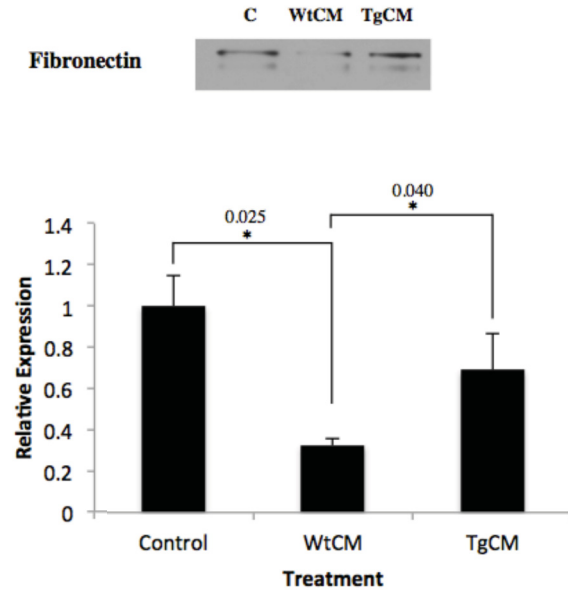 C WtCM TgCM
Fibronectin
0.040
0.025
*
*
1.4
1.2
1
0.8
0.6
0.4
0.2
0
Relative Expression
Control WtCM TgCM
Treatment